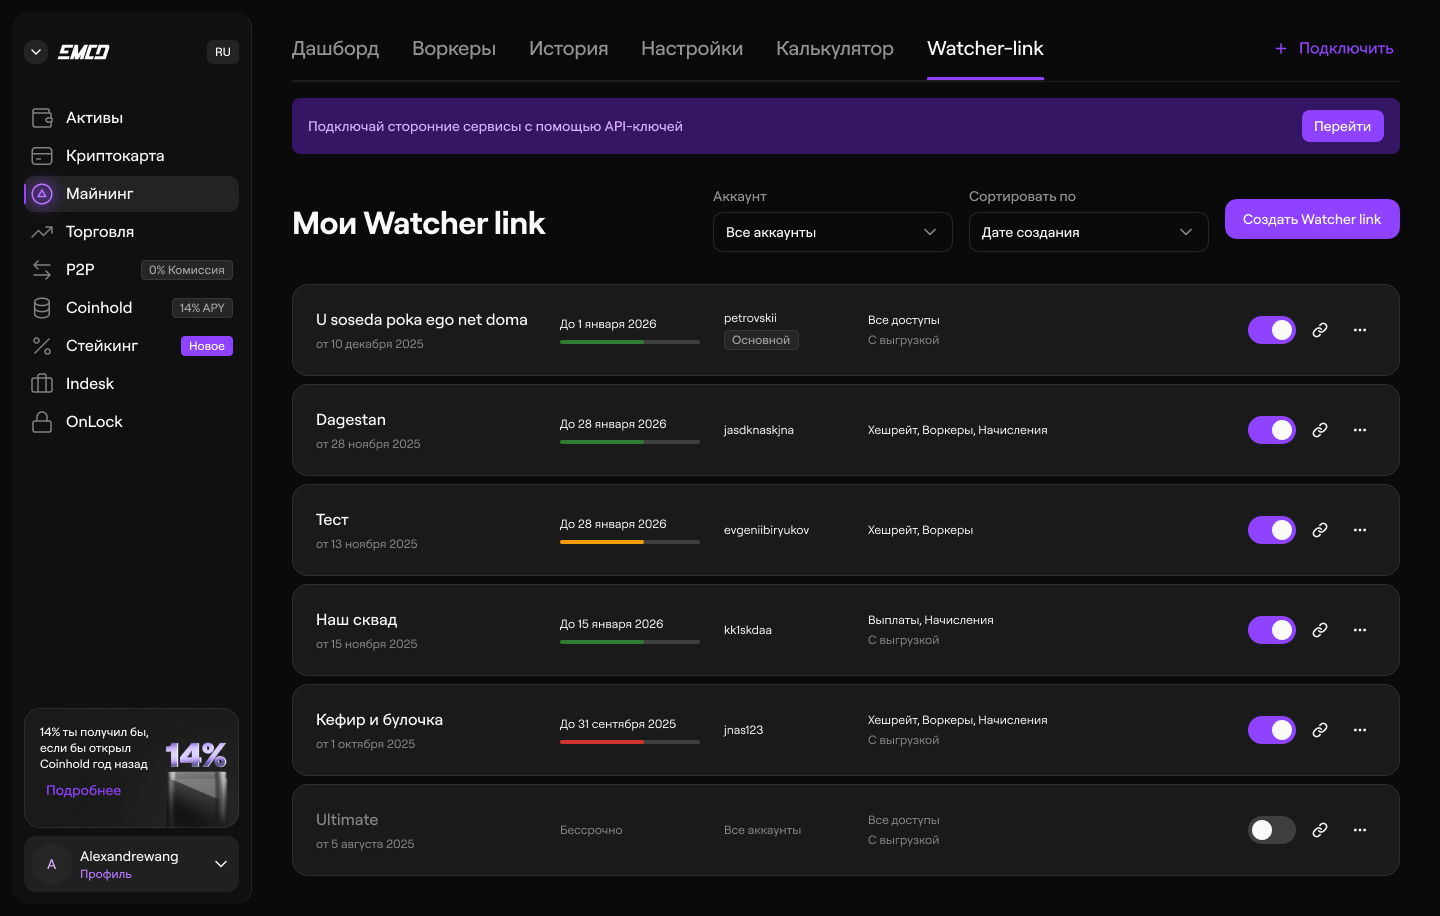 EMCD
RU
Активы
Криптокарта
Майнинг
Торговля
P2P
0% Комиссия
Coinhold
14% APY
Стейкинг
Новое
Indesk
OnLock
14% ты получил бы,
если бы открыл
Coinhold год назад
Подробнее
14%
A
Alexandrewang
Профиль
Дашборд
Воркеры
История
Настройки
Калькулятор
Watcher-link
+ Подключить
Подключай сторонние сервисы с помощью API-ключей
Перейти
Мои Watcher link
Аккаунт
Все аккаунты
Сортировать по
Дате создания
Создать Watcher link
U soseda poka ego net doma
от 10 декабря 2025
До 1 января 2026
petrovskii
Основной
Все доступы
С выгрузкой
Dagestan
от 28 ноября 2025
До 28 января 2026
jasdknaskjna
Хешрейт, Воркеры, Начисления
Тест
от 13 ноября 2025
До 28 января 2026
evgeniibiryukov
Хешрейт, Воркеры
Наш сквад
от 15 ноября 2025
До 15 января 2026
kk1skdaa
Выплаты, Начисления
С выгрузкой
Кефир и булочка
от 1 октября 2025
До 31 сентября 2025
jnas123
Хешрейт, Воркеры, Начисления
С выгрузкой
Ultimate
от 5 августа 2025
Бессрочно
Все аккаунты
Все доступы
С выгрузкой